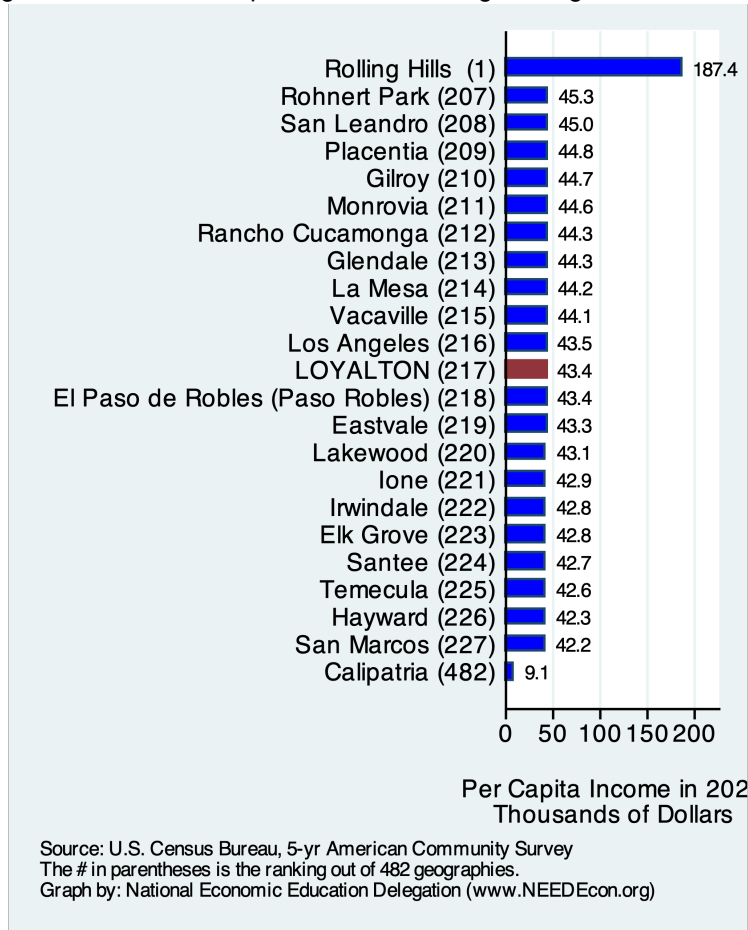 Rolling Hills (1) 187.4
Rohnert Park (207) 45.3
San Leandro (208) 45.0
Placentia (209) 44.8
Gilroy (210) 44.7
Monrovia (211) 44.6
Rancho Cucamonga (212) 44.3
Glendale (213) 44.3
La Mesa (214) 44.2
Vacaville (215) 44.1
Los Angeles (216) 43.5
LOYALTON (217) 43.4
El Paso de Robles (Paso Robles) (218) 43.4
Eastvale (219) 43.3
Lakewood (220) 43.1
Ione (221) 42.9
Irwindale (222) 42.8
Elk Grove (223) 42.8
Santee (224) 42.7
Temecula (225) 42.6
Hayward (226) 42.3
San Marcos (227) 42.2
Calipatria (482) 9.1
0 50 100 150 200
Per Capita Income in 202
Thousands of Dollars
Source: U.S. Census Bureau, 5-yr American Community Survey
The # in parentheses is the ranking out of 482 geographies.
Graph by: National Economic Education Delegation (www.NEEDEcon.org)